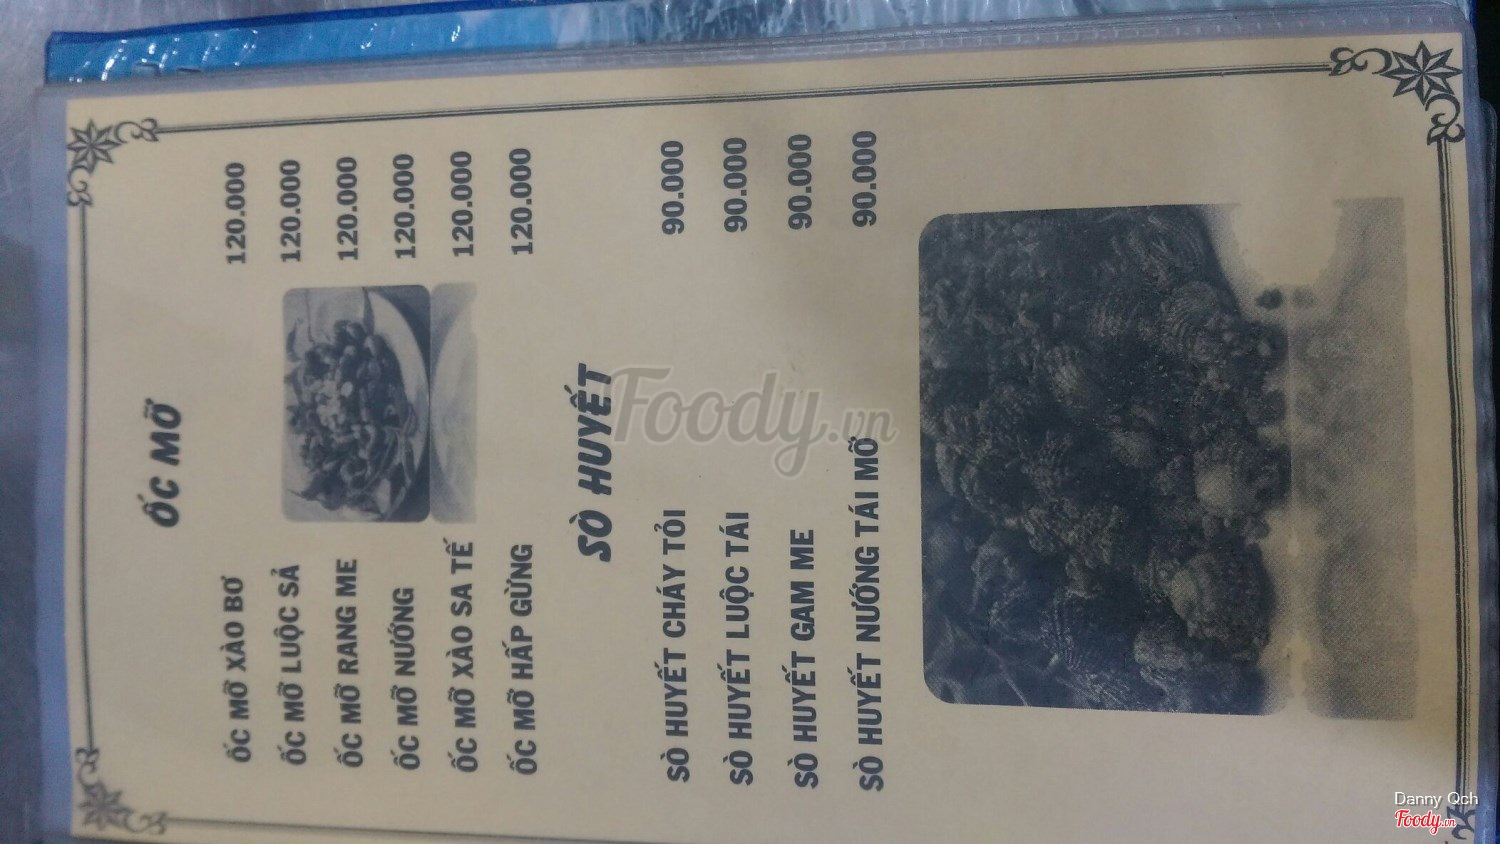 ỐC MỠ
ỐC MỠ XÀO BƠ 120.000
ỐC MỠ LUỘC SẢ 120.000
ỐC MỠ RANG ME 120.000
ỐC MỠ NƯỚNG 120.000
ỐC MỠ XÀO SA TẾ 120.000
ỐC MỠ HẤP GỪNG 120.000
SÒ HUYẾT
SÒ HUYẾT CHÁY TỎI 90.000
SÒ HUYẾT LUỘC TÁI 90.000
SÒ HUYẾT GAM ME 90.000
SÒ HUYẾT NƯỚNG TÁI MỠ 90.000
Foody.vn
Danny Qch
Foody.vn